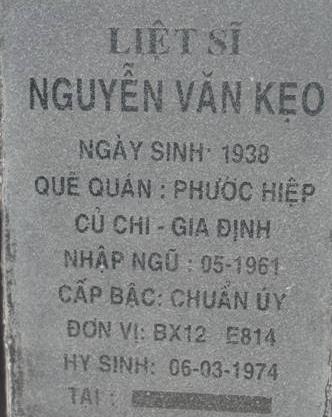 LIỆT SĨ
NGUYỄN VĂN KẸO
NGÀY SINH: 1938
QUÊ QUÁN : PHƯỚC HIỆP
CỦ CHI - GIA ĐỊNH
NHẬP NGŨ : 05-1961
CẤP BẬC: CHUẨN ÚY
ĐƠN VỊ: BX12 E814
HY SINH: 06-03-1974
TẠI :